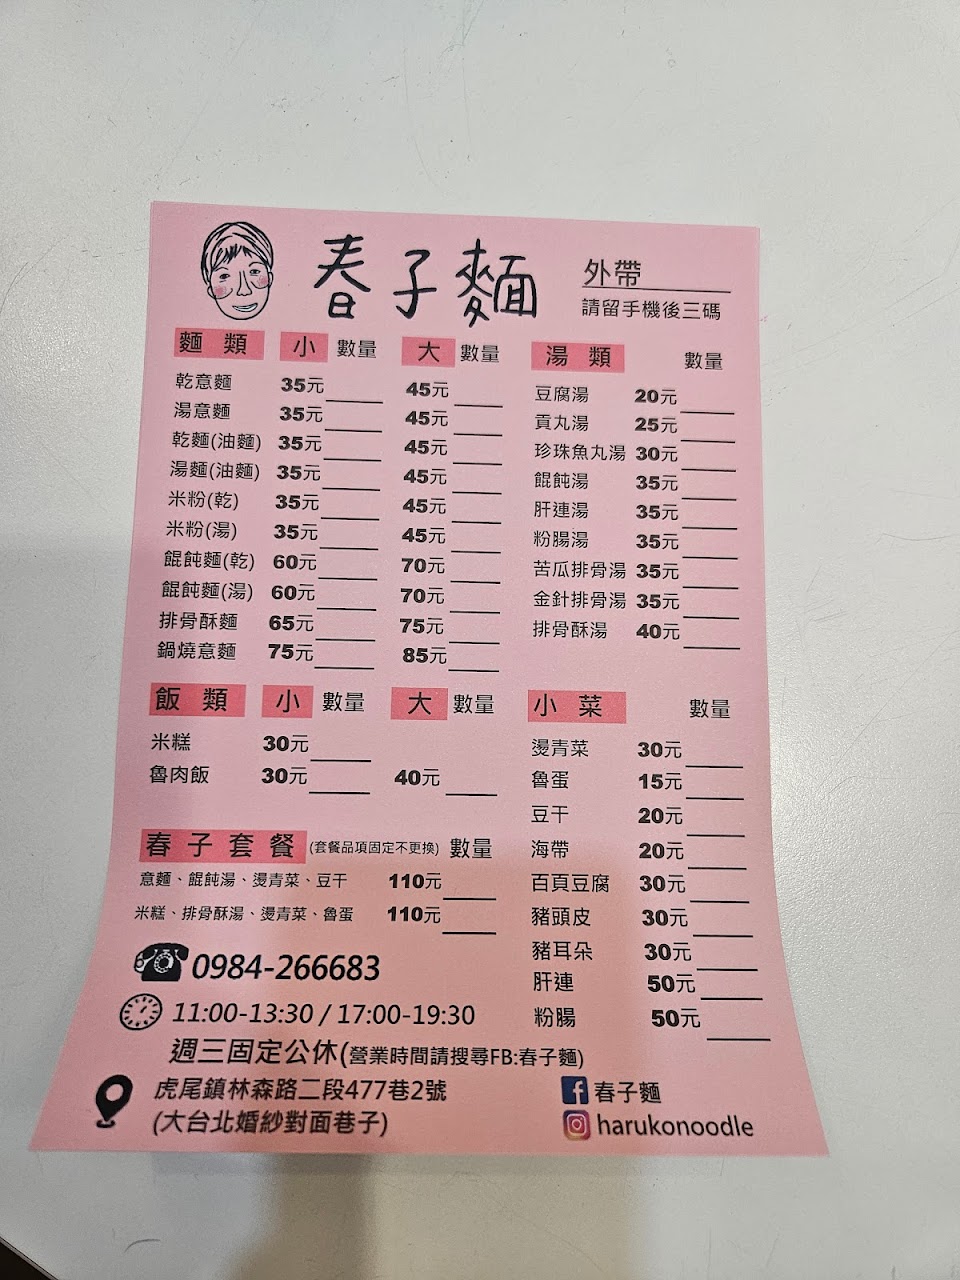 春子麵
外帶
請留手機後三碼
麵類 小 數量 大 數量
乾意麵 35元 45元
湯意麵 35元 45元
乾麵(油麵) 35元 45元
湯麵(油麵) 35元 45元
米粉(乾) 35元 45元
米粉(湯) 35元 45元
餛飩麵(乾) 60元 70元
餛飩麵(湯) 60元 70元
排骨酥麵 65元 75元
鍋燒意麵 75元 85元
湯類 數量
豆腐湯 20元
貢丸湯 25元
珍珠魚丸湯 30元
餛飩湯 35元
肝連湯 35元
粉腸湯 35元
苦瓜排骨湯 35元
金針排骨湯 35元
排骨酥湯 40元
飯類 小 數量 大 數量
米糕 30元
魯肉飯 30元 40元
小菜 數量
燙青菜 30元
魯蛋 15元
豆干 20元
海帶 20元
百頁豆腐 30元
豬頭皮 30元
豬耳朵 30元
肝連 50元
粉腸 50元
春子套餐 (套餐品項固定不更換) 數量
意麵、餛飩湯、燙青菜、豆干 110元
米糕、排骨酥湯、燙青菜、魯蛋 110元
0984-266683
11:00-13:30 / 17:00-19:30
週三固定公休(營業時間請搜尋FB:春子麵)
虎尾鎮林森路二段477巷2號
(大台北婚紗對面巷子)
春子麵
harukonoodle